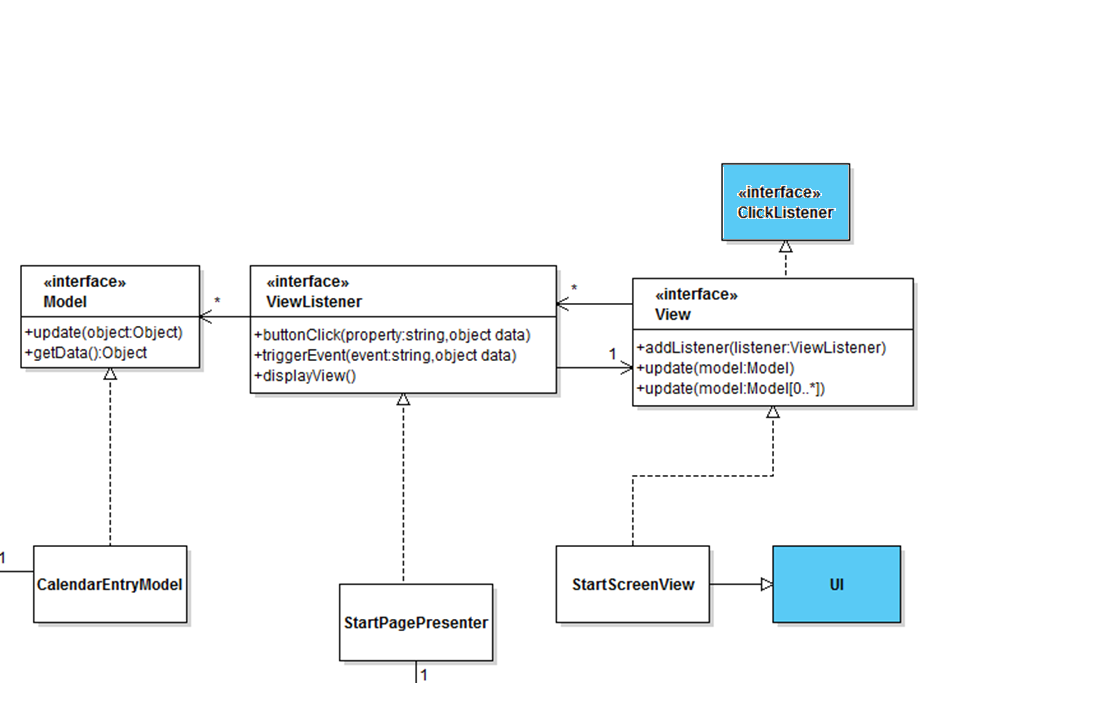 «interface»
ClickListener
«interface»
Model
+update(object:Object)
+getData():Object
*
«interface»
ViewListener
+buttonClick(property:string,object data)
+triggerEvent(event:string,object data)
+displayView()
*
1
«interface»
View
+addListener(listener:ViewListener)
+update(model:Model)
+update(model:Model[0..*])
1
CalendarEntryModel
StartPagePresenter
1
StartScreenView
UI